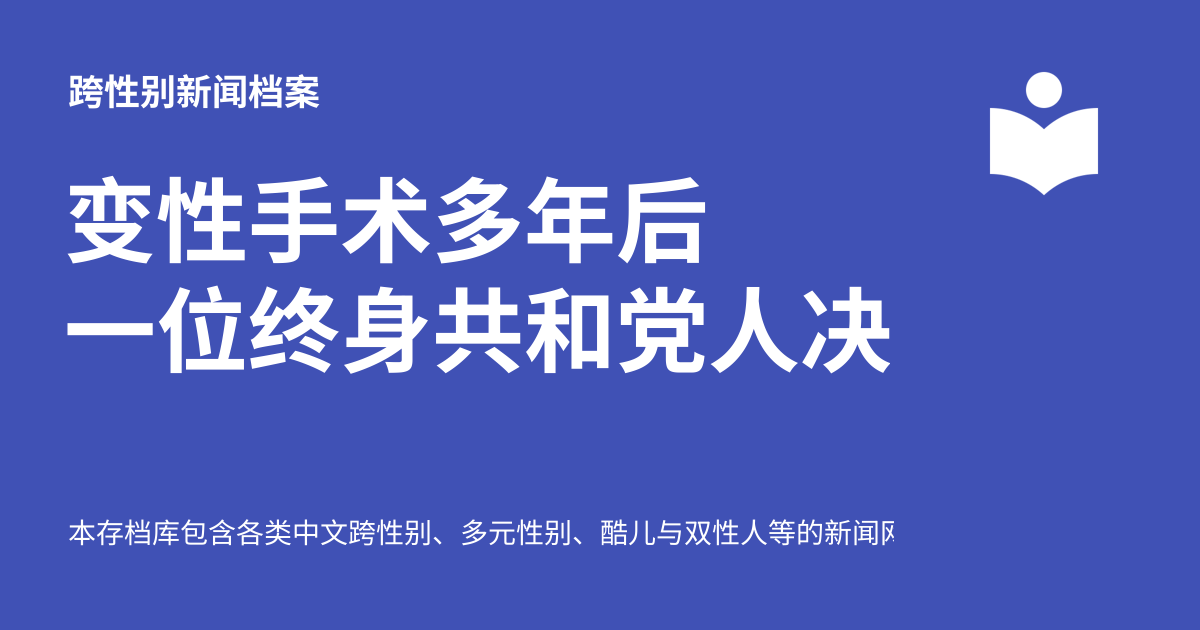 跨性别新闻档案
变性手术多年后
一位终身共和党人决
本存档库包含各类中文跨性别、多元性别、酷儿与双性人等的新闻